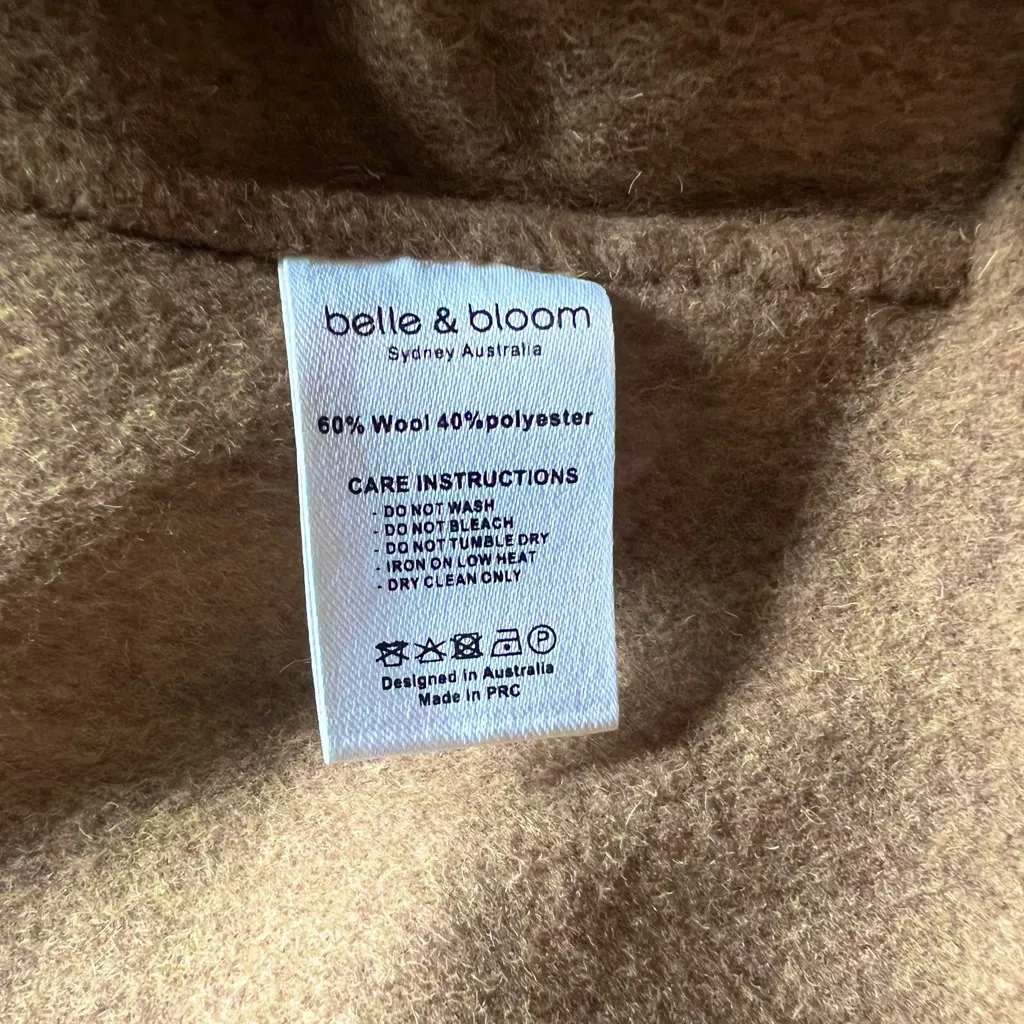 belle & bloom
Sydney Australia
60% Wool 40%polyester
CARE INSTRUCTIONS
- DO NOT WASH
- DO NOT BLEACH
- DO NOT TUMBLE DRY
- IRON ON LOW HEAT
- DRY CLEAN ONLY
P
Designed in Australia
Made in PRC